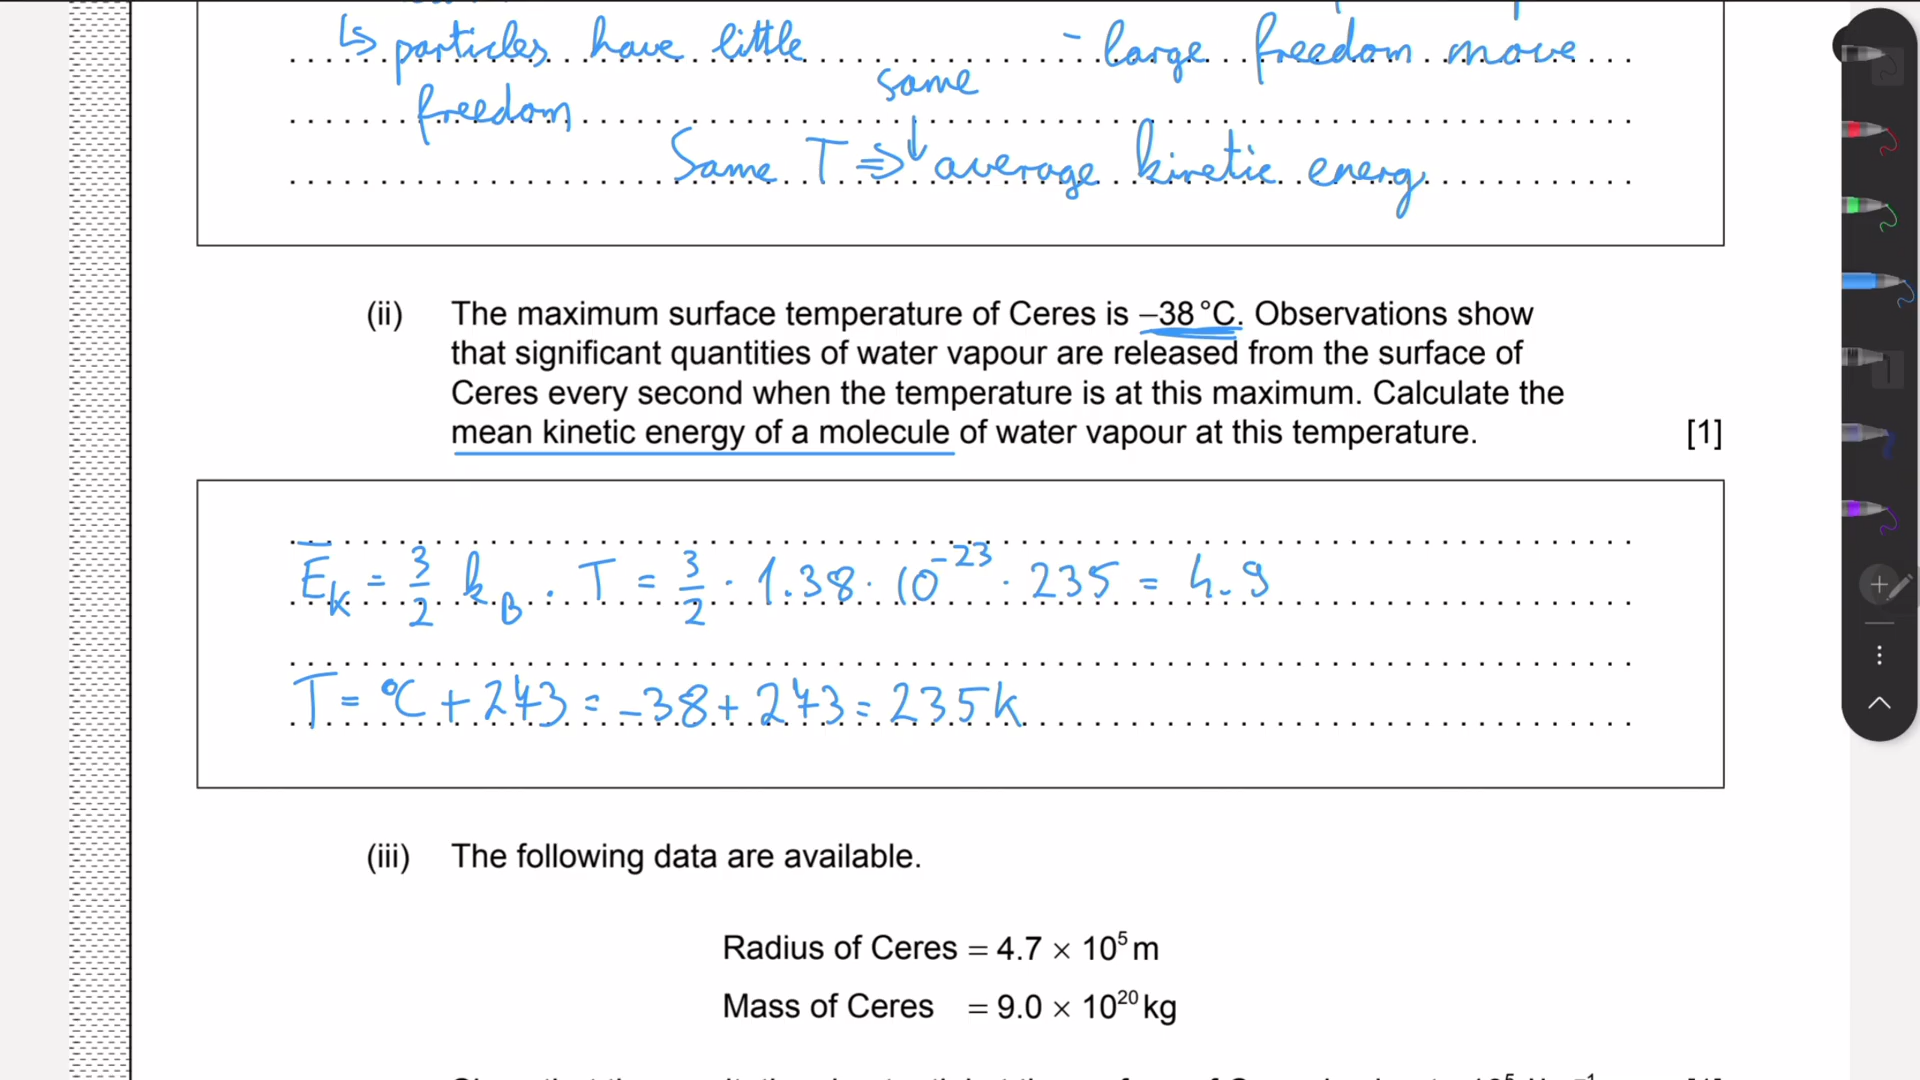 ↳ particles have little - large freedom move
freedom same
Same T ⇒ ↓ average kinetic energ
(ii) The maximum surface temperature of Ceres is –38 °C. Observations show
that significant quantities of water vapour are released from the surface of
Ceres every second when the temperature is at this maximum. Calculate the
mean kinetic energy of a molecule of water vapour at this temperature. [1]
E̅ₖ = 3/2 k_B · T = 3/2 · 1.38 · 10⁻²³ · 235 = 4.9
T = °C + 273 = -38 + 273 = 235 K
(iii) The following data are available.
Radius of Ceres = 4.7 × 10⁵ m
Mass of Ceres = 9.0 × 10²⁰ kg